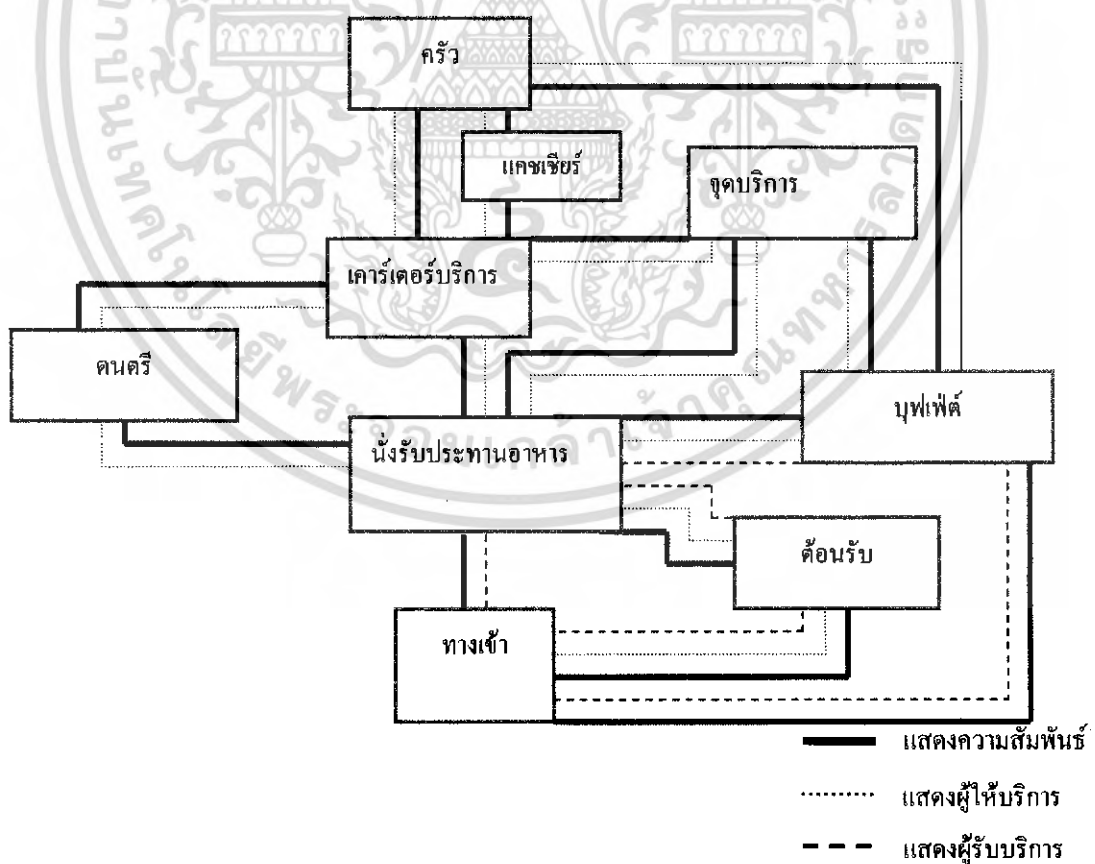 ครัว
แคชเชียร์
จุดบริการ
เคาร์เตอร์บริการ
ดนตรี
บุฟเฟ่ต์
นั่งรับประทานอาหาร
ต้อนรับ
ทางเข้า
แสดงความสัมพันธ์
แสดงผู้ให้บริการ
แสดงผู้รับบริการ